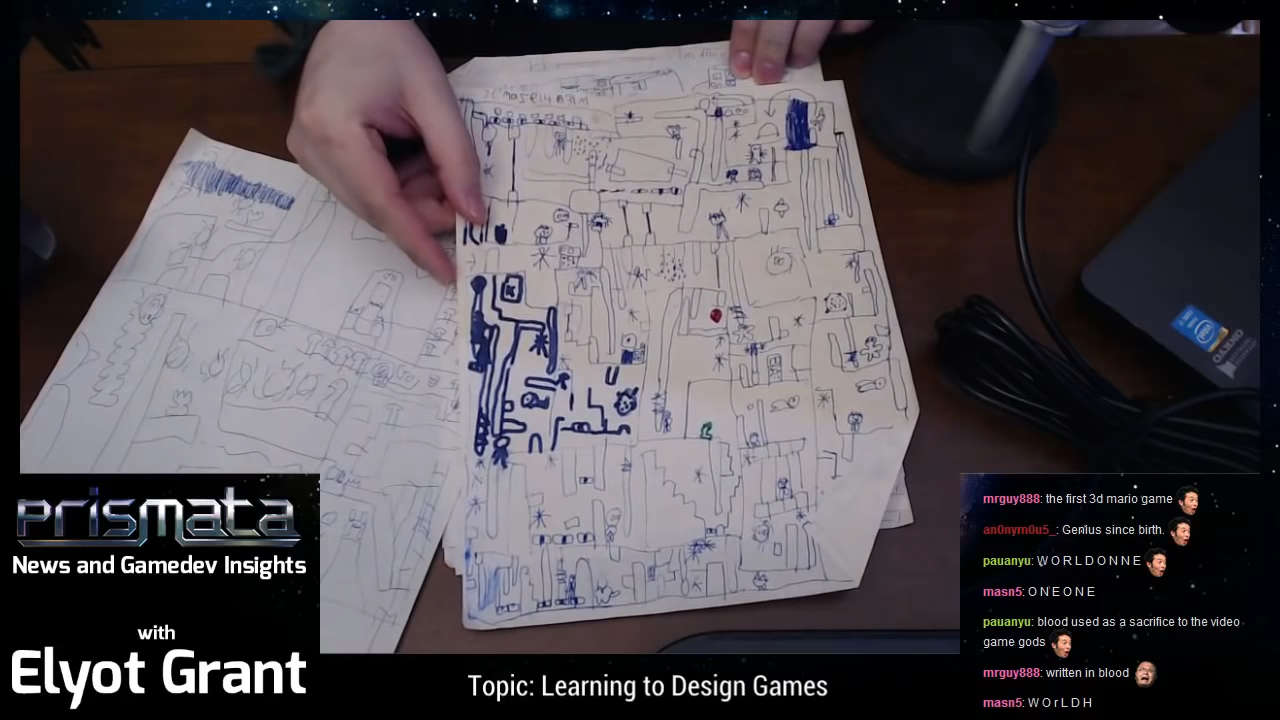 prismata
News and Gamedev Insights
with
Elyot Grant
Topic: Learning to Design Games
mrguy888: the first 3d mario game
an0nym0u5_: Genius since birth.
pauanyu: W O R L D O N N E
masn5: O N E O N E
pauanyu: blood used as a sacrifice to the video
game gods
mrguy888: written in blood
masn5: W O r L D H